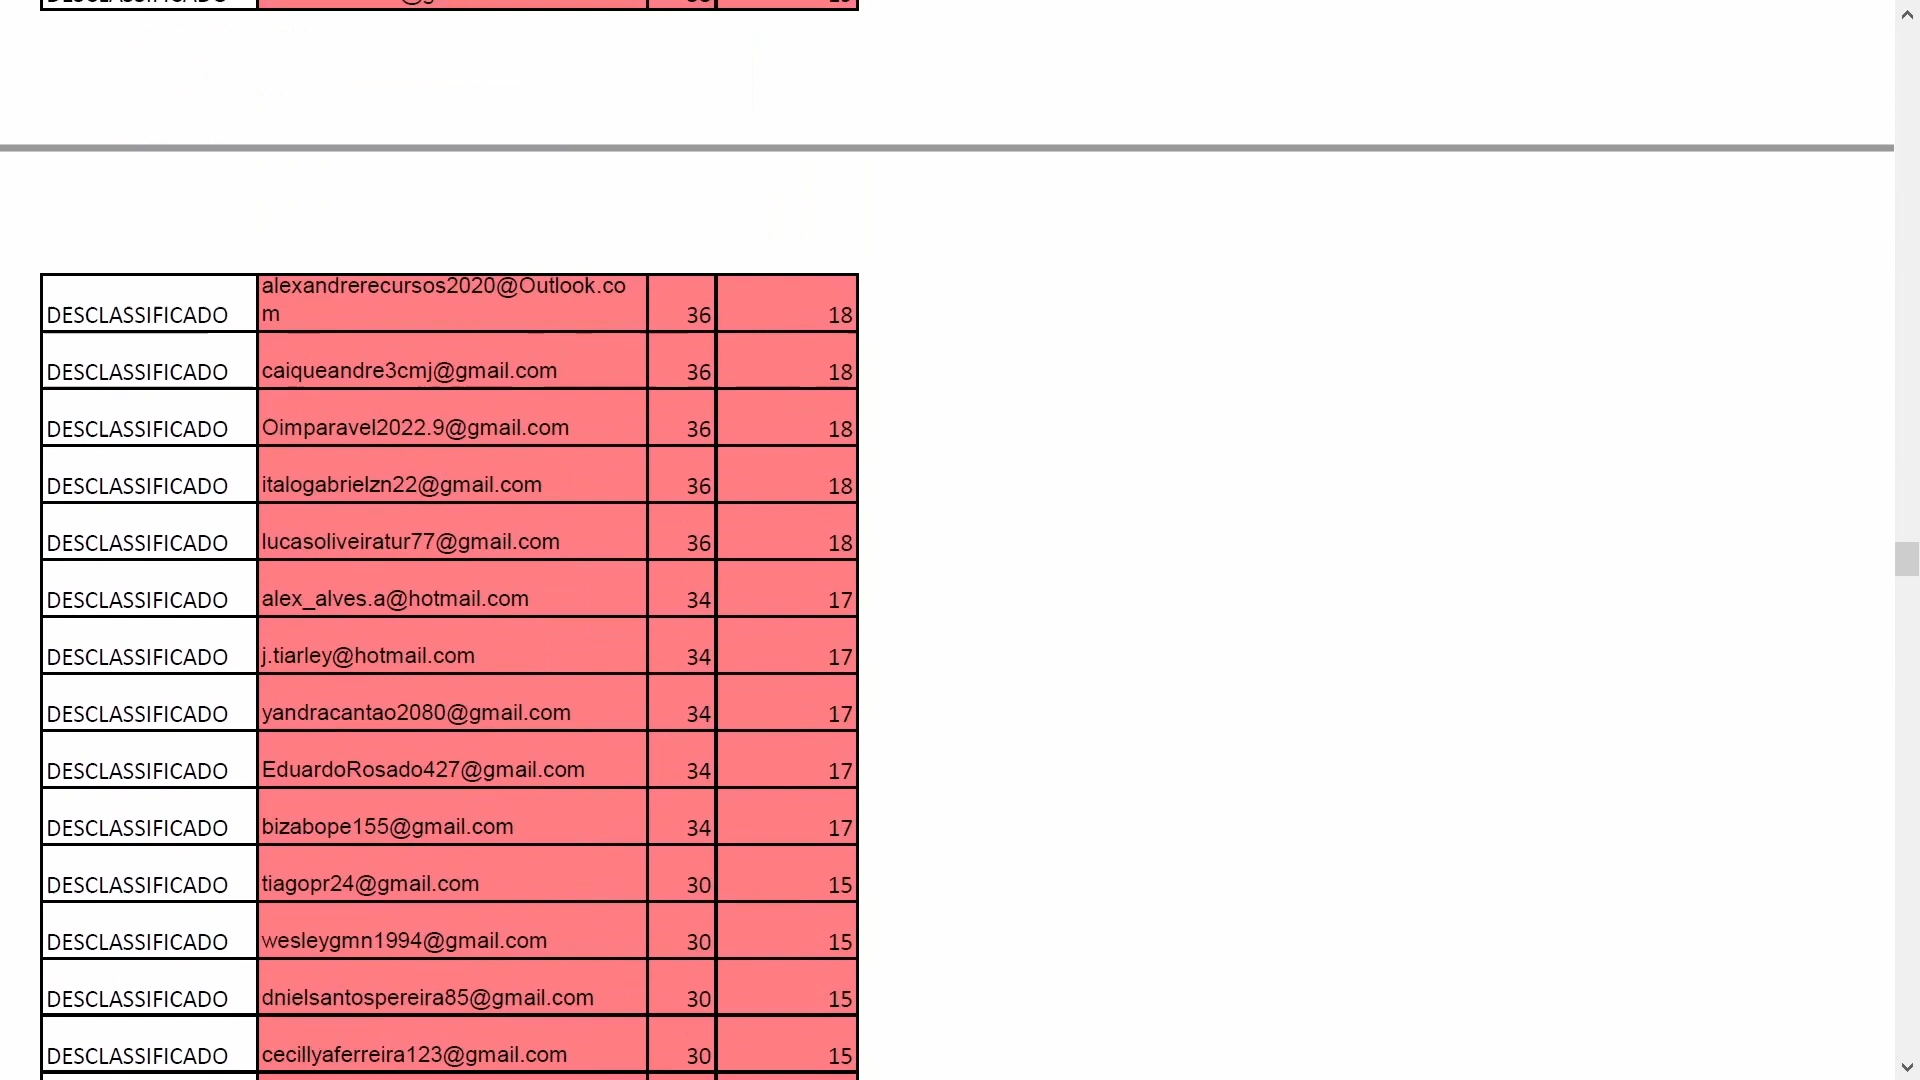 DESCLASSIFICADO alexandrerecursos2020@Outlook.co
m 36 18
DESCLASSIFICADO caiqueandre3cmj@gmail.com 36 18
DESCLASSIFICADO Oimparavel2022.9@gmail.com 36 18
DESCLASSIFICADO italogabrielzn22@gmail.com 36 18
DESCLASSIFICADO lucasoliveiratur77@gmail.com 36 18
DESCLASSIFICADO alex_alves.a@hotmail.com 34 17
DESCLASSIFICADO j.tiarley@hotmail.com 34 17
DESCLASSIFICADO yandracantao2080@gmail.com 34 17
DESCLASSIFICADO EduardoRosado427@gmail.com 34 17
DESCLASSIFICADO bizabope155@gmail.com 34 17
DESCLASSIFICADO tiagopr24@gmail.com 30 15
DESCLASSIFICADO wesleygmn1994@gmail.com 30 15
DESCLASSIFICADO dnielsantospereira85@gmail.com 30 15
DESCLASSIFICADO cecillyaferreira123@gmail.com 30 15